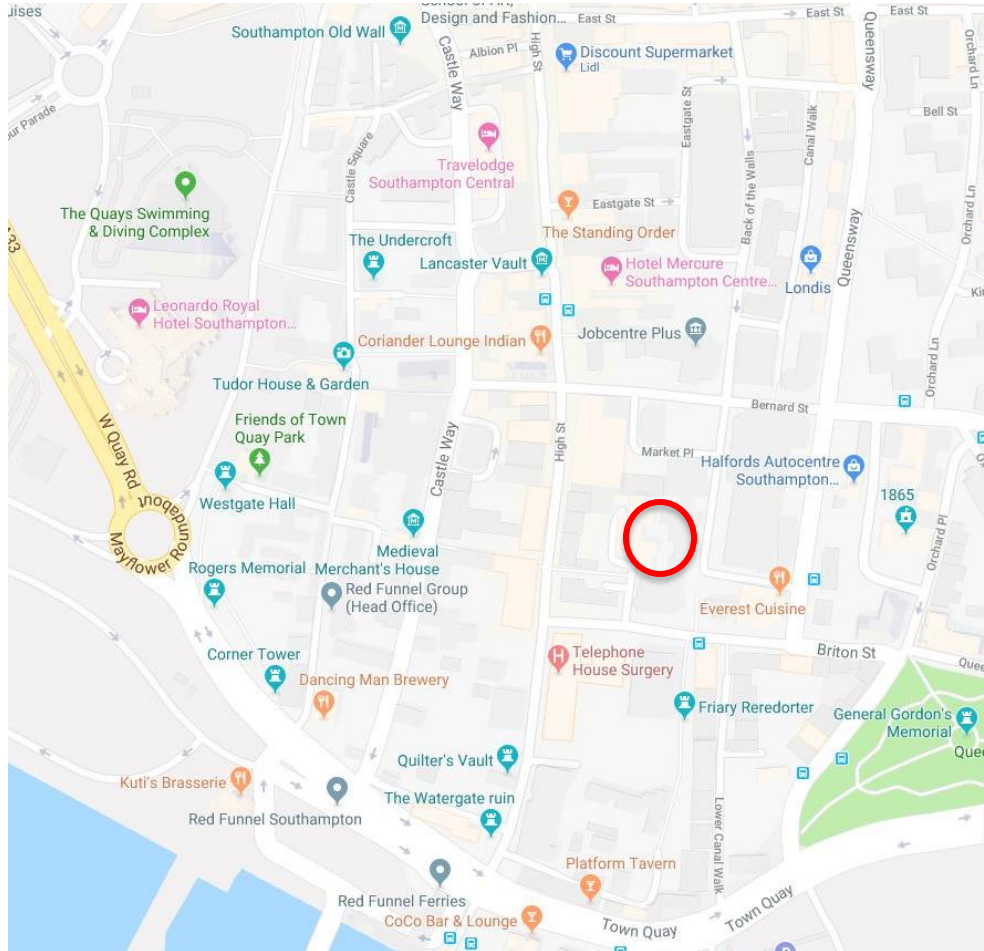 uises
School of Art,
Design and Fashion...
East St
East St
East St
Southampton Old Wall
Albion Pl
High St
Castle Way
Discount Supermarket
Lidl
Queensway
Orchard Ln
Eastgate St
Canal Walk
Bell St
our Parade
Castle Square
Travelodge
Southampton Central
The Quays Swimming
& Diving Complex
Eastgate St
The Standing Order
Back of the Walls
Orchard Ln
The Undercroft
Lancaster Vault
Hotel Mercure
Southampton Centre...
Londis
Queensway
Leonardo Royal
Hotel Southampton...
Coriander Lounge Indian
Jobcentre Plus
Tudor House & Garden
Orchard Ln
Bernard St
Friends of Town
Quay Park
W Quay Rd
Castle Way
High St
Market Pl
Halfords Autocentre
Southampton...
Westgate Hall
1865
Mayflower Roundabout
Medieval
Merchant's House
Orchard Pl
Rogers Memorial
Red Funnel Group
(Head Office)
Everest Cuisine
Corner Tower
Telephone
House Surgery
Briton St
Dancing Man Brewery
Friary Reredorter
General Gordon's
Memorial
Quilter's Vault
Kuti's Brasserie
The Watergate ruin
Red Funnel Southampton
Lower Canal Walk
Platform Tavern
Red Funnel Ferries
CoCo Bar & Lounge
Town Quay
Town Quay